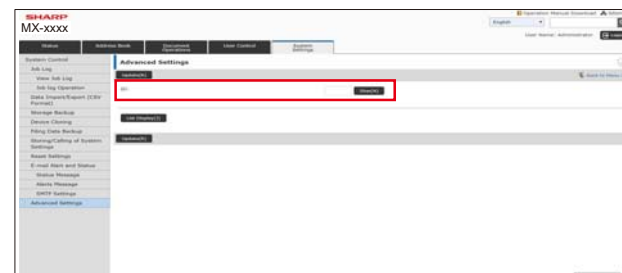 SHARP
MX-xxxx
Operation Manual Download
English
User Name: Administrator
Status
Address Book
Document Operations
User Control
System Settings
System Control
Job Log
View Job Log
Job Log Operation
Data Import/Export (CSV Format)
Storage Backup
Device Cloning
Filing Data Backup
Storing/Calling of System Settings
Reset Settings
E-mail Alert and Status
Status Message
Alerts Message
SMTP Settings
Advanced Settings
Advanced Settings
Update(R)
Back to Menu
Show(N)
List Display(T)
Update(R)